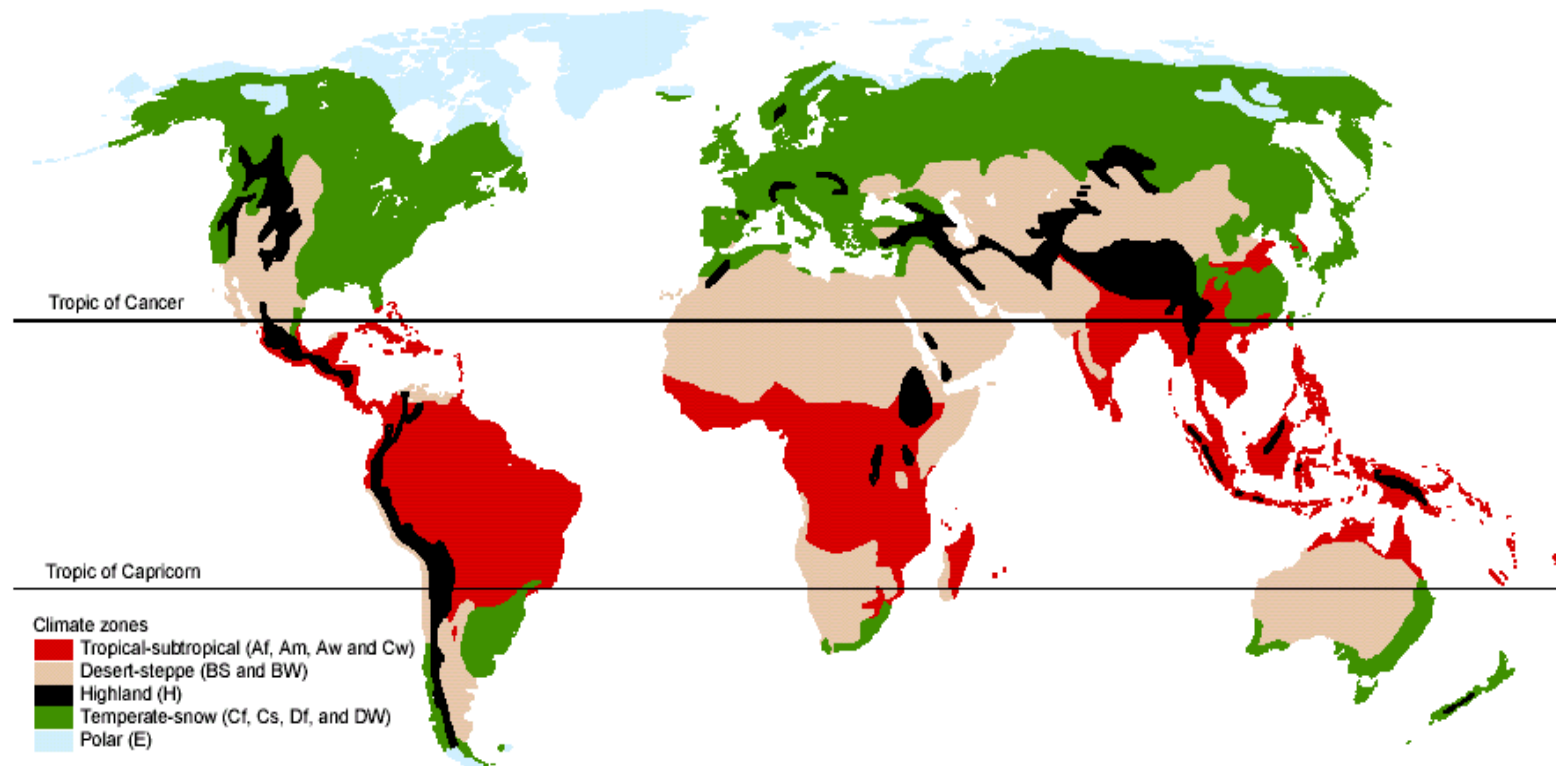 Tropic of Cancer
Tropic of Capricorn
Climate zones
Tropical-subtropical (Af, Am, Aw and Cw)
Desert-steppe (BS and BW)
Highland (H)
Temperate-snow (Cf, Cs, Df, and DW)
Polar (E)